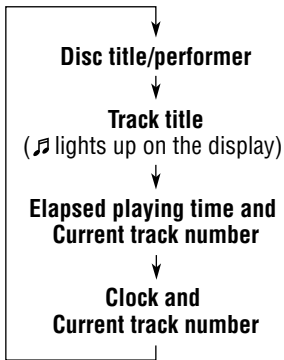 Disc title/performer
Track title
(♫ lights up on the display)
Elapsed playing time and
Current track number
Clock and
Current track number